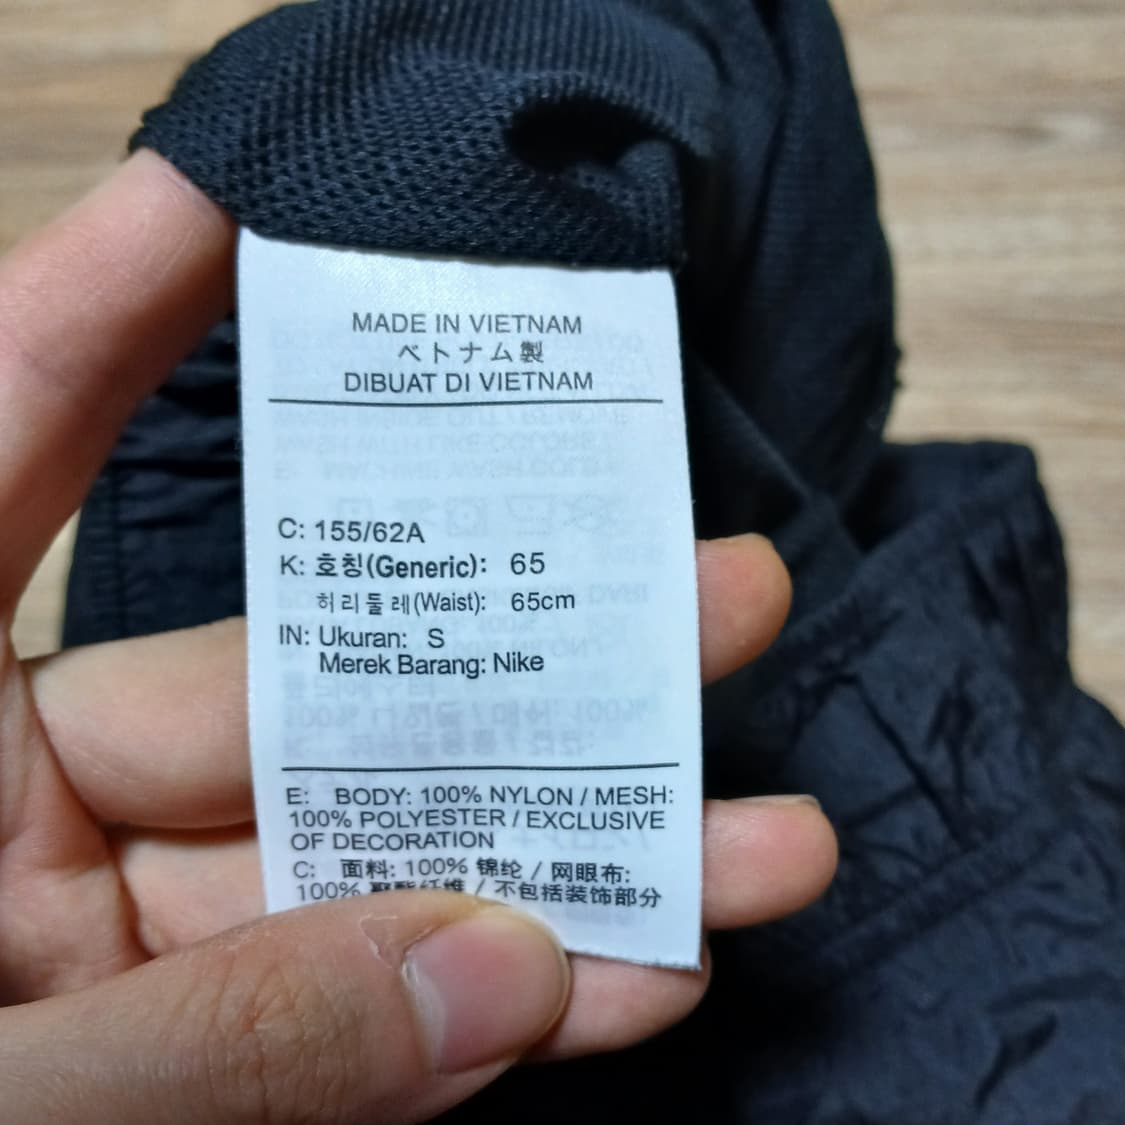 MADE IN VIETNAM
ベトナム製
DIBUAT DI VIETNAM
C: 155/62A
K: 호칭(Generic): 65
허리둘레(Waist): 65cm
IN: Ukuran: S
Merek Barang: Nike
E: BODY: 100% NYLON / MESH:
100% POLYESTER / EXCLUSIVE
OF DECORATION
C: 面料: 100% 锦纶 / 网眼布:
100% 聚酯纤维 / 不包括装饰部分